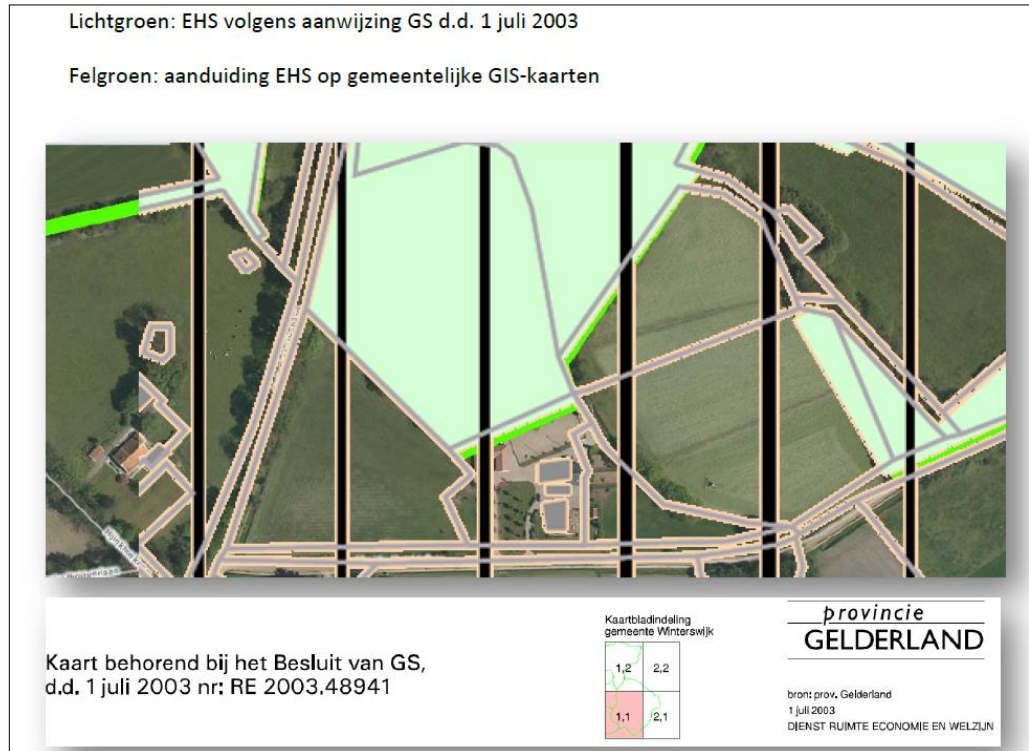 Lichtgroen: EHS volgens aanwijzing GS d.d. 1 juli 2003
Felgroen: aanduiding EHS op gemeentelijke GIS-kaarten
Kaart behorend bij het Besluit van GS,
d.d. 1 juli 2003 nr: RE 2003.48941
Kaartbladindeling
gemeente Winterswijk
1,2 2,2
1,1 2,1
provincie
GELDERLAND
bron: prov. Gelderland
1 juli 2003
DIENST RUIMTE ECONOMIE EN WELZIJN